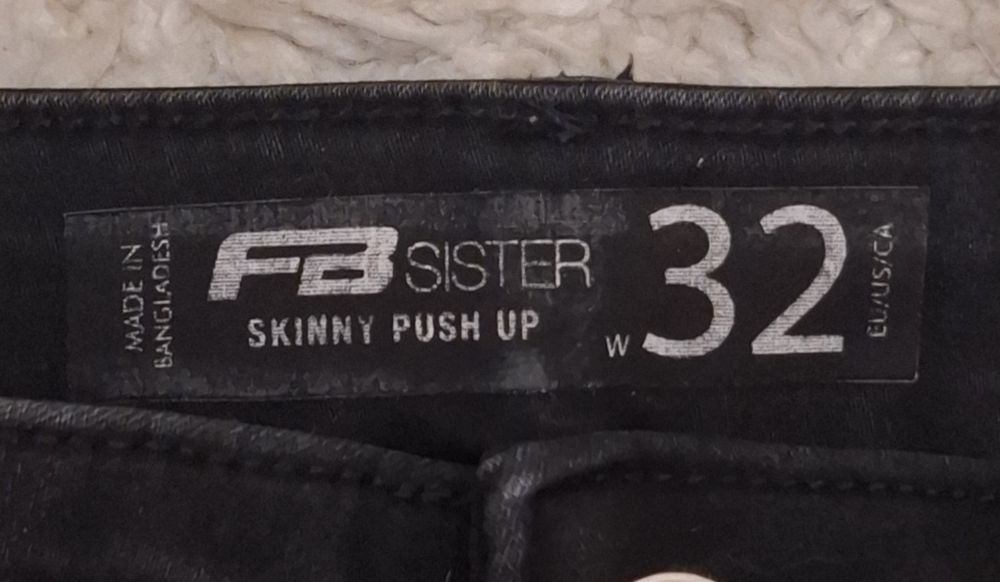 MADE IN
BANGLADESH
FB SISTER
SKINNY PUSH UP
W 32
EU/US/CA